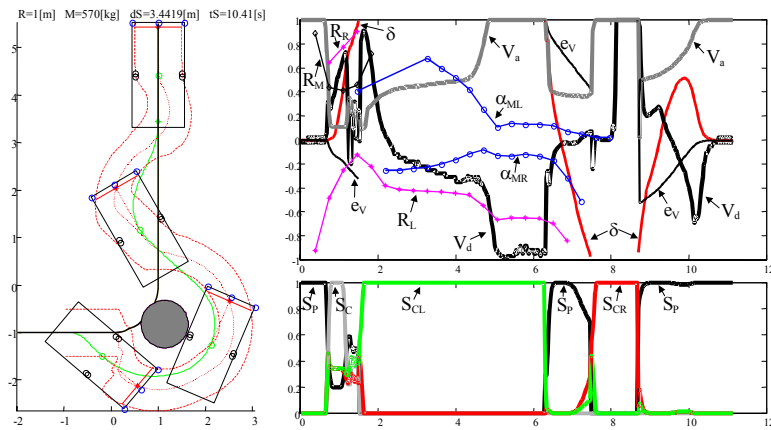 R=1[m] M=570[kg] dS=3.4419[m] tS=10.41[s]
5
4
3
2
1
0
-1
-2
-2 -1 0 1 2 3
1
0.8
0.6
0.4
0.2
0
-0.2
-0.4
-0.6
-0.8
-1
0 2 4 6 8 10 12
R_R
δ
R_M
V_a
e_V
V_a
α_ML
α_MR
e_V
R_L
V_d
δ
e_V
V_d
1
0.8
0.6
0.4
0.2
0
0 2 4 6 8 10 12
S_P
S_C
S_CL
S_P
S_CR
S_P